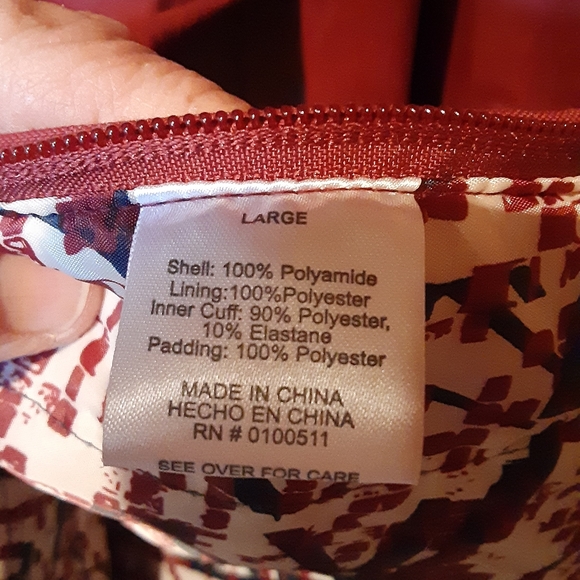 LARGE
Shell: 100% Polyamide
Lining:100%Polyester
Inner Cuff: 90% Polyester,
10% Elastane
Padding: 100% Polyester
MADE IN CHINA
HECHO EN CHINA
RN # 0100511
SEE OVER FOR CARE